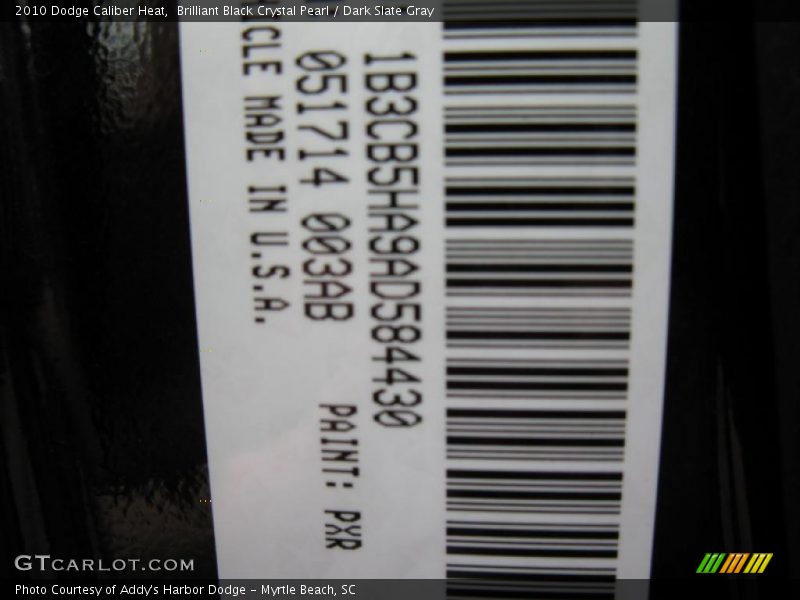 2010 Dodge Caliber Heat,  Brilliant Black Crystal Pearl / Dark Slate Gray
1B3CB5HA9AD584430
051714 003AB
PAINT: PXR
MADE IN U.S.A.
GTCARLOT.COM
Photo Courtesy of Addy's Harbor Dodge – Myrtle Beach, SC